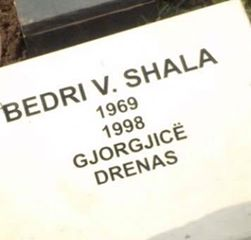 BEDRI V. SHALA
1969
1998
GJORGJICË
DRENAS